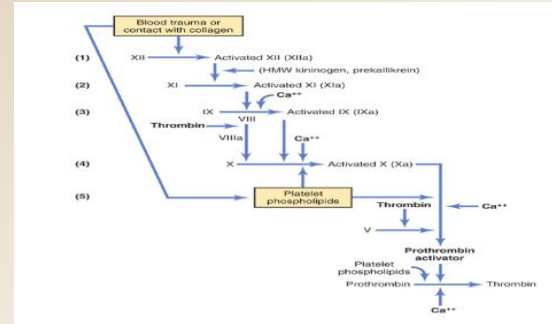 Blood trauma or
contact with collagen
(1) XII Activated XII (XIIa)
(HMW kininogen, prekallikrein)
(2) XI Activated XI (XIa)
Ca++
(3) IX Activated IX (IXa)
VIII
Thrombin
VIIIa Ca++
(4) X Activated X (Xa)
(5) Platelet
phospholipids
Thrombin Ca++
V
Prothrombin
activator
Platelet
phospholipids
Prothrombin Thrombin
Ca++